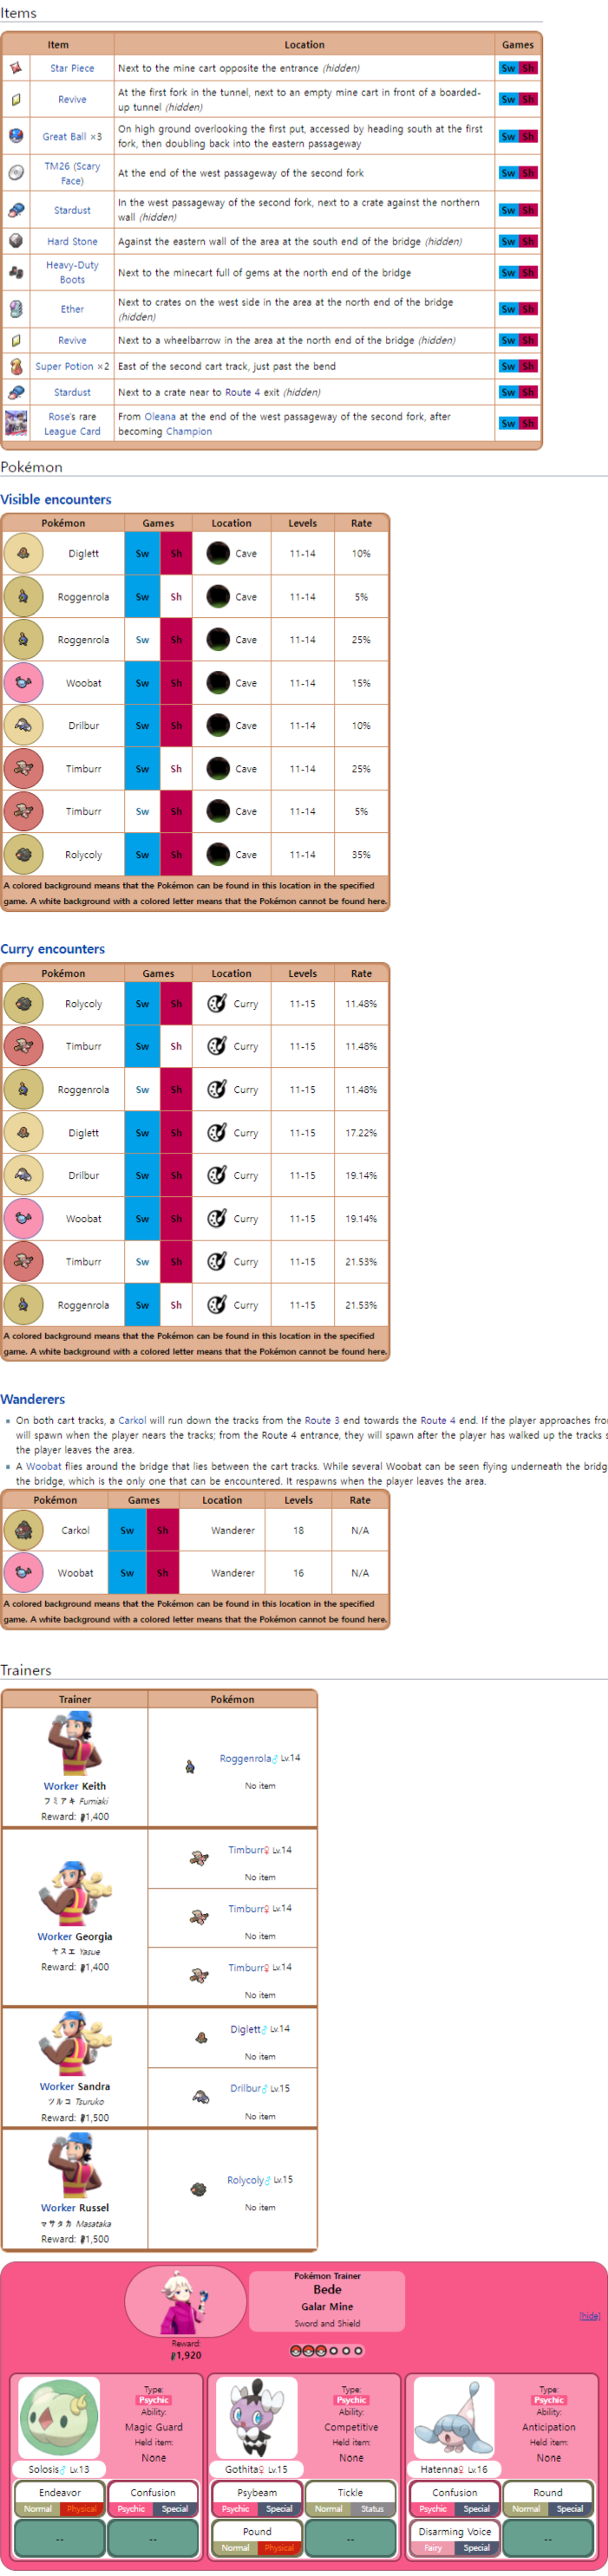 Items
Item Location Games
Star Piece Next to the mine cart opposite the entrance (hidden) Sw Sh
Revive At the first fork in the tunnel, next to an empty mine cart in front of a boarded-
up tunnel (hidden) Sw Sh
Great Ball ×3 On high ground overlooking the first put, accessed by heading south at the first
fork, then doubling back into the eastern passageway Sw Sh
TM26 (Scary
Face) At the end of the west passageway of the second fork Sw Sh
Stardust In the west passageway of the second fork, next to a crate against the northern
wall (hidden) Sw Sh
Hard Stone Against the eastern wall of the area at the south end of the bridge (hidden) Sw Sh
Heavy-Duty
Boots Next to the minecart full of gems at the north end of the bridge Sw Sh
Ether Next to crates on the west side in the area at the north end of the bridge
(hidden) Sw Sh
Revive Next to a wheelbarrow in the area at the north end of the bridge (hidden) Sw Sh
Super Potion ×2 East of the second cart track, just past the bend Sw Sh
Stardust Next to a crate near to Route 4 exit (hidden) Sw Sh
Rose's rare
League Card From Oleana at the end of the west passageway of the second fork, after
becoming Champion Sw Sh
Pokémon
Visible encounters
Pokémon Games Location Levels Rate
Diglett Sw Sh Cave 11-14 10%
Roggenrola Sw Sh Cave 11-14 5%
Roggenrola Sw Sh Cave 11-14 25%
Woobat Sw Sh Cave 11-14 15%
Drilbur Sw Sh Cave 11-14 10%
Timburr Sw Sh Cave 11-14 25%
Timburr Sw Sh Cave 11-14 5%
Rolycoly Sw Sh Cave 11-14 35%
A colored background means that the Pokémon can be found in this location in the specified
game. A white background with a colored letter means that the Pokémon cannot be found here.
Curry encounters
Pokémon Games Location Levels Rate
Rolycoly Sw Sh Curry 11-15 11.48%
Timburr Sw Sh Curry 11-15 11.48%
Roggenrola Sw Sh Curry 11-15 11.48%
Diglett Sw Sh Curry 11-15 17.22%
Drilbur Sw Sh Curry 11-15 19.14%
Woobat Sw Sh Curry 11-15 19.14%
Timburr Sw Sh Curry 11-15 21.53%
Roggenrola Sw Sh Curry 11-15 21.53%
A colored background means that the Pokémon can be found in this location in the specified
game. A white background with a colored letter means that the Pokémon cannot be found here.
Wanderers
On both cart tracks, a Carkol will run down the tracks from the Route 3 end towards the Route 4 end. If the player approaches fro
will spawn when the player nears the tracks; from the Route 4 entrance, they will spawn after the player has walked up the tracks s
the player leaves the area.
A Woobat flies around the bridge that lies between the cart tracks. While several Woobat can be seen flying underneath the bridg
the bridge, which is the only one that can be encountered. It respawns when the player leaves the area.
Pokémon Games Location Levels Rate
Carkol Sw Sh Wanderer 18 N/A
Woobat Sw Sh Wanderer 16 N/A
A colored background means that the Pokémon can be found in this location in the specified
game. A white background with a colored letter means that the Pokémon cannot be found here.
Trainers
Trainer Pokémon
Worker Keith
フミアキ Fumiaki
Reward: 1,400
Roggenrola♂ Lv.14
No item
Worker Georgia
ヤスエ Yasue
Reward: 1,400
Timburr♀ Lv.14
No item
Timburr♀ Lv.14
No item
Timburr♀ Lv.14
No item
Worker Sandra
ツルコ Tsuruko
Reward: 1,500
Diglett♂ Lv.14
No item
Drilbur♂ Lv.15
No item
Worker Russel
マサタカ Masataka
Reward: 1,500
Rolycoly♂ Lv.15
No item
Pokémon Trainer
Bede
Galar Mine
Sword and Shield
[hide]
Reward:
1,920
Solosis♂ Lv.13
Type:
Psychic
Ability:
Magic Guard
Held item:
None
Endeavor
Normal Physical
Confusion
Psychic Special
--
--
Gothita♀ Lv.15
Type:
Psychic
Ability:
Competitive
Held item:
None
Psybeam
Psychic Special
Tickle
Normal Status
Pound
Normal Physical
--
Hatenna♀ Lv.16
Type:
Psychic
Ability:
Anticipation
Held item:
None
Confusion
Psychic Special
Round
Normal Special
Disarming Voice
Fairy Special
--